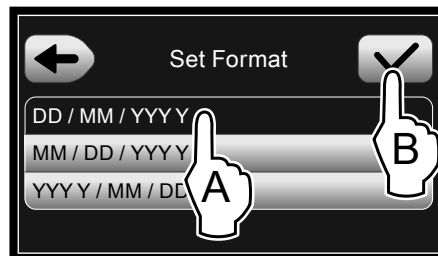 Set Format
DD / MM / YYY Y
MM / DD / YYY Y
YYY Y / MM / DD
A
B